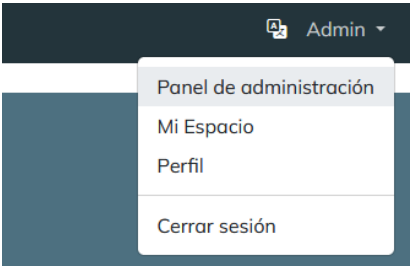 Admin
Panel de administración
Mi Espacio
Perfil
Cerrar sesión